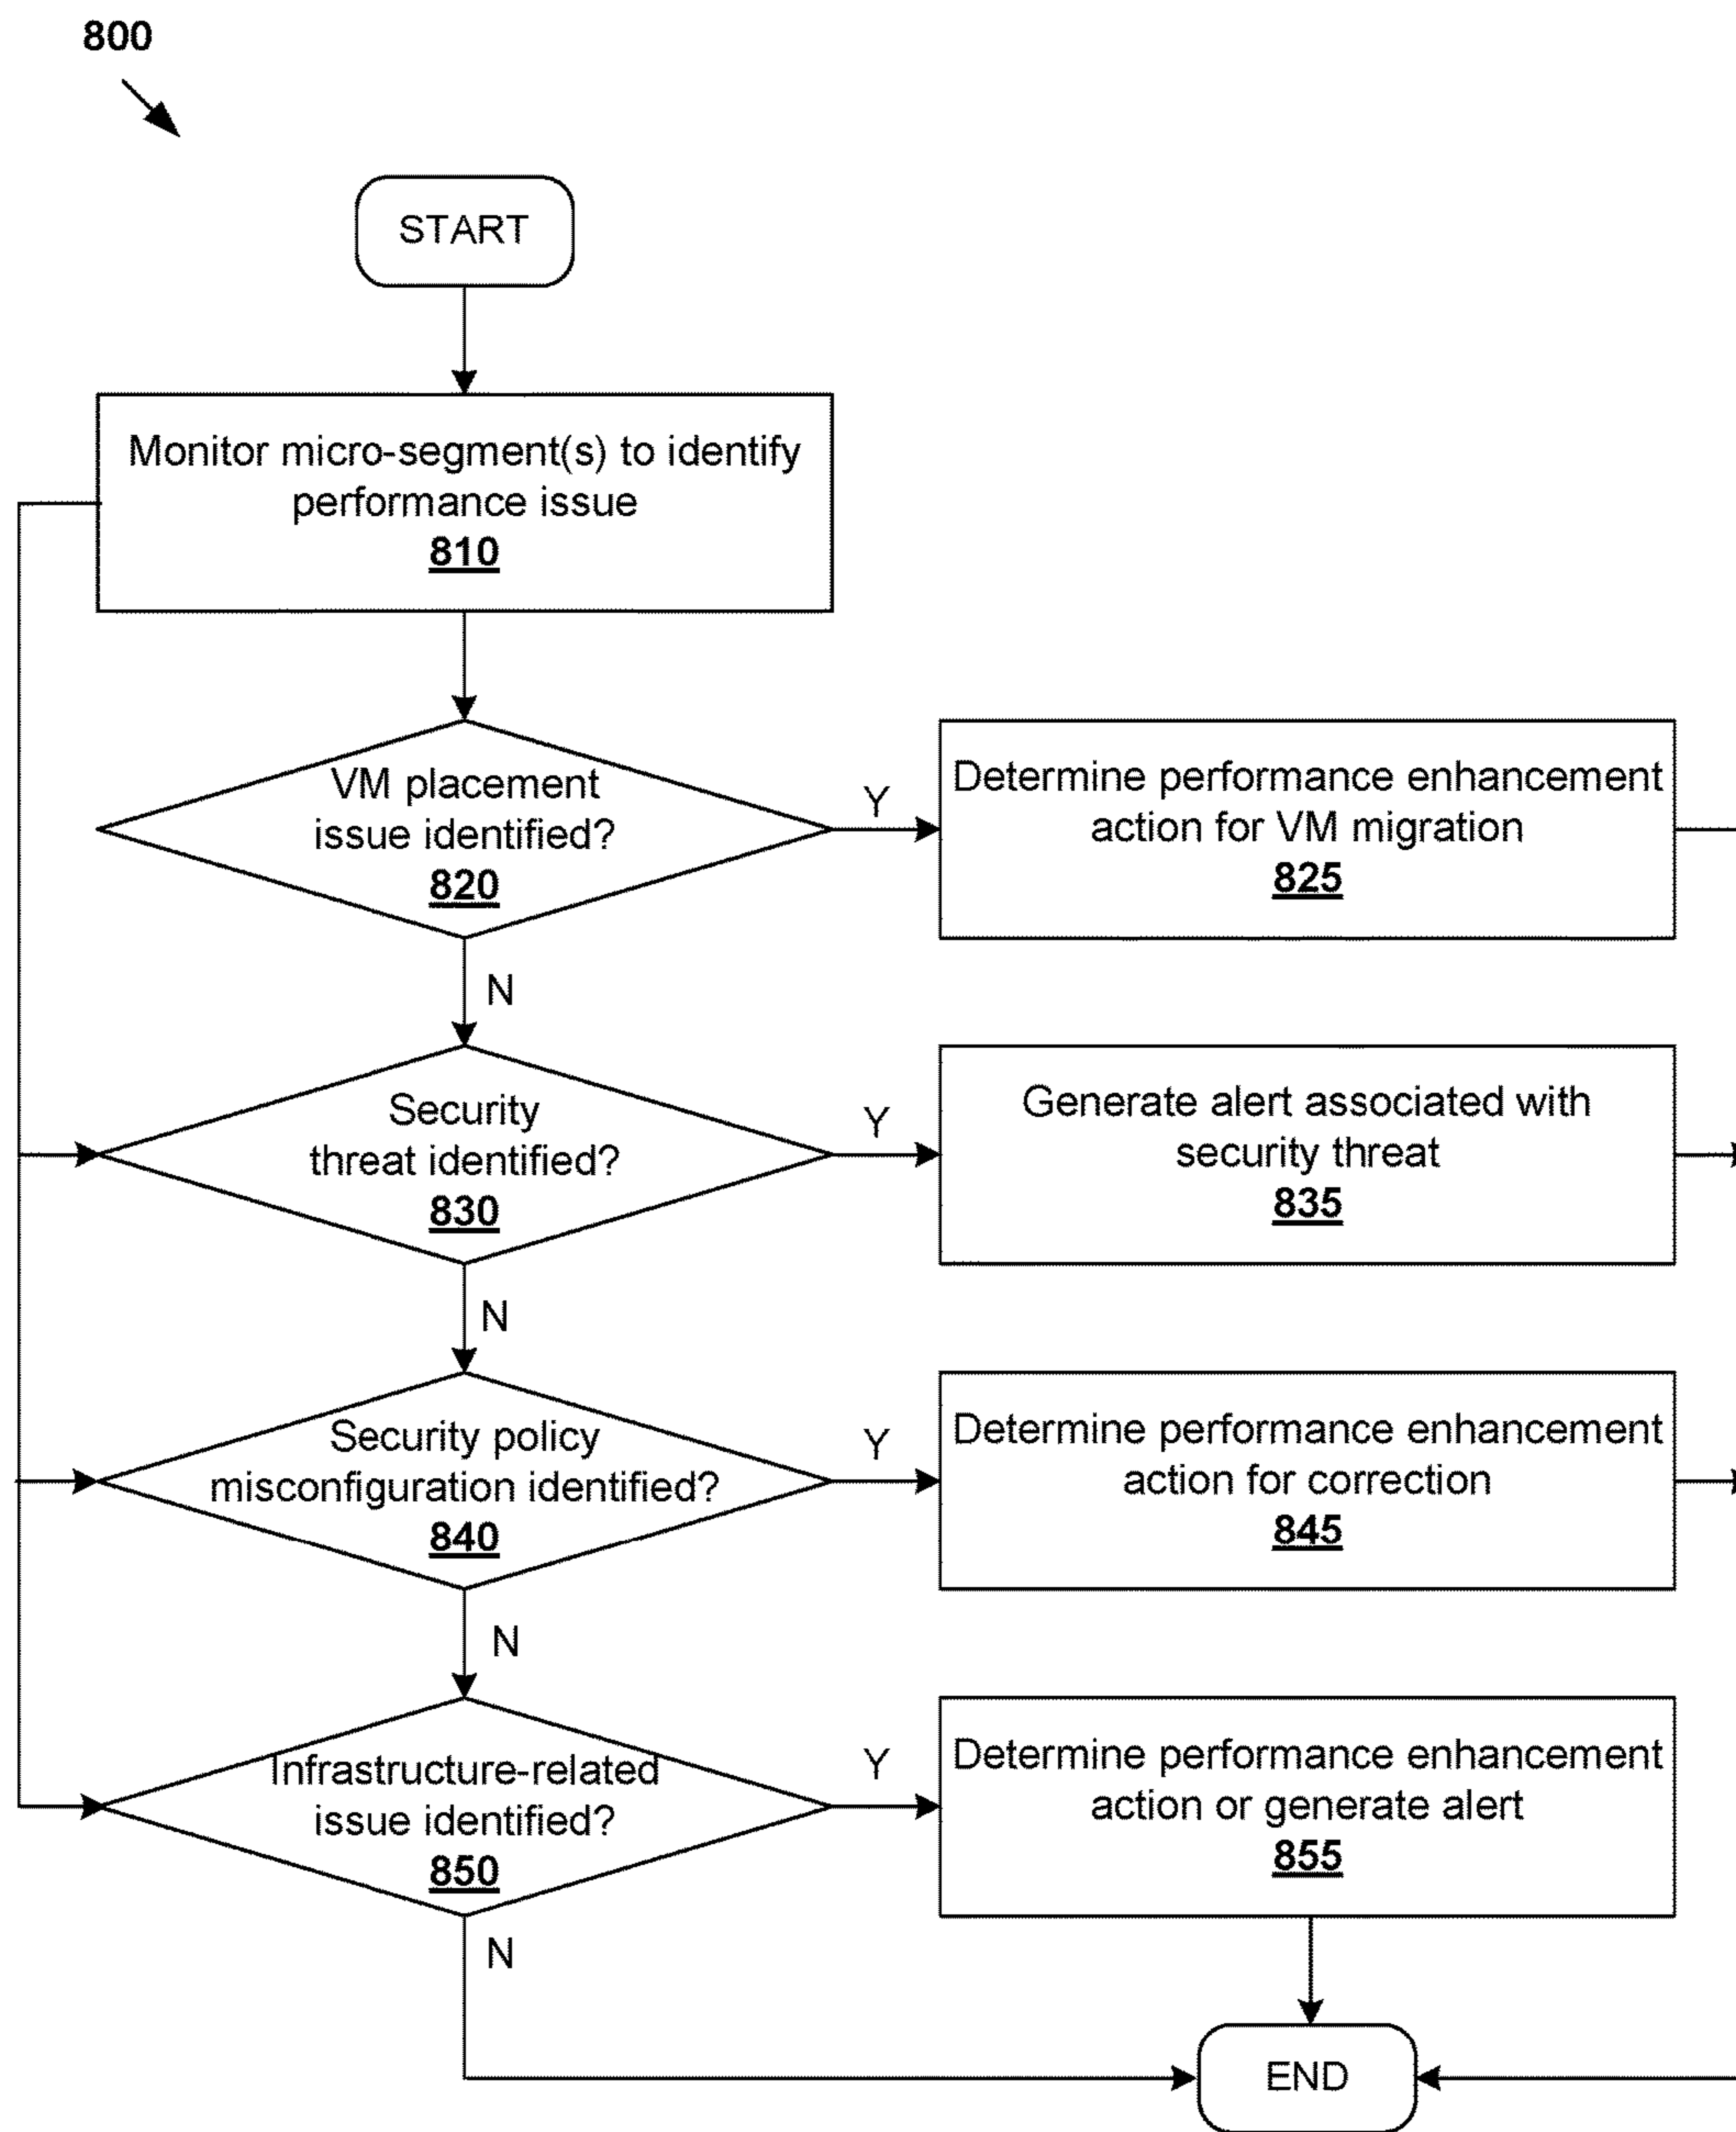 800
START
Monitor micro-segment(s) to identify
performance issue
810
VM placement
issue identified?
820
Y
Determine performance enhancement
action for VM migration
825
N
Security
threat identified?
830
Y
Generate alert associated with
security threat
835
N
Security policy
misconfiguration identified?
840
Y
Determine performance enhancement
action for correction
845
N
Infrastructure-related
issue identified?
850
Y
Determine performance enhancement
action or generate alert
855
N
END